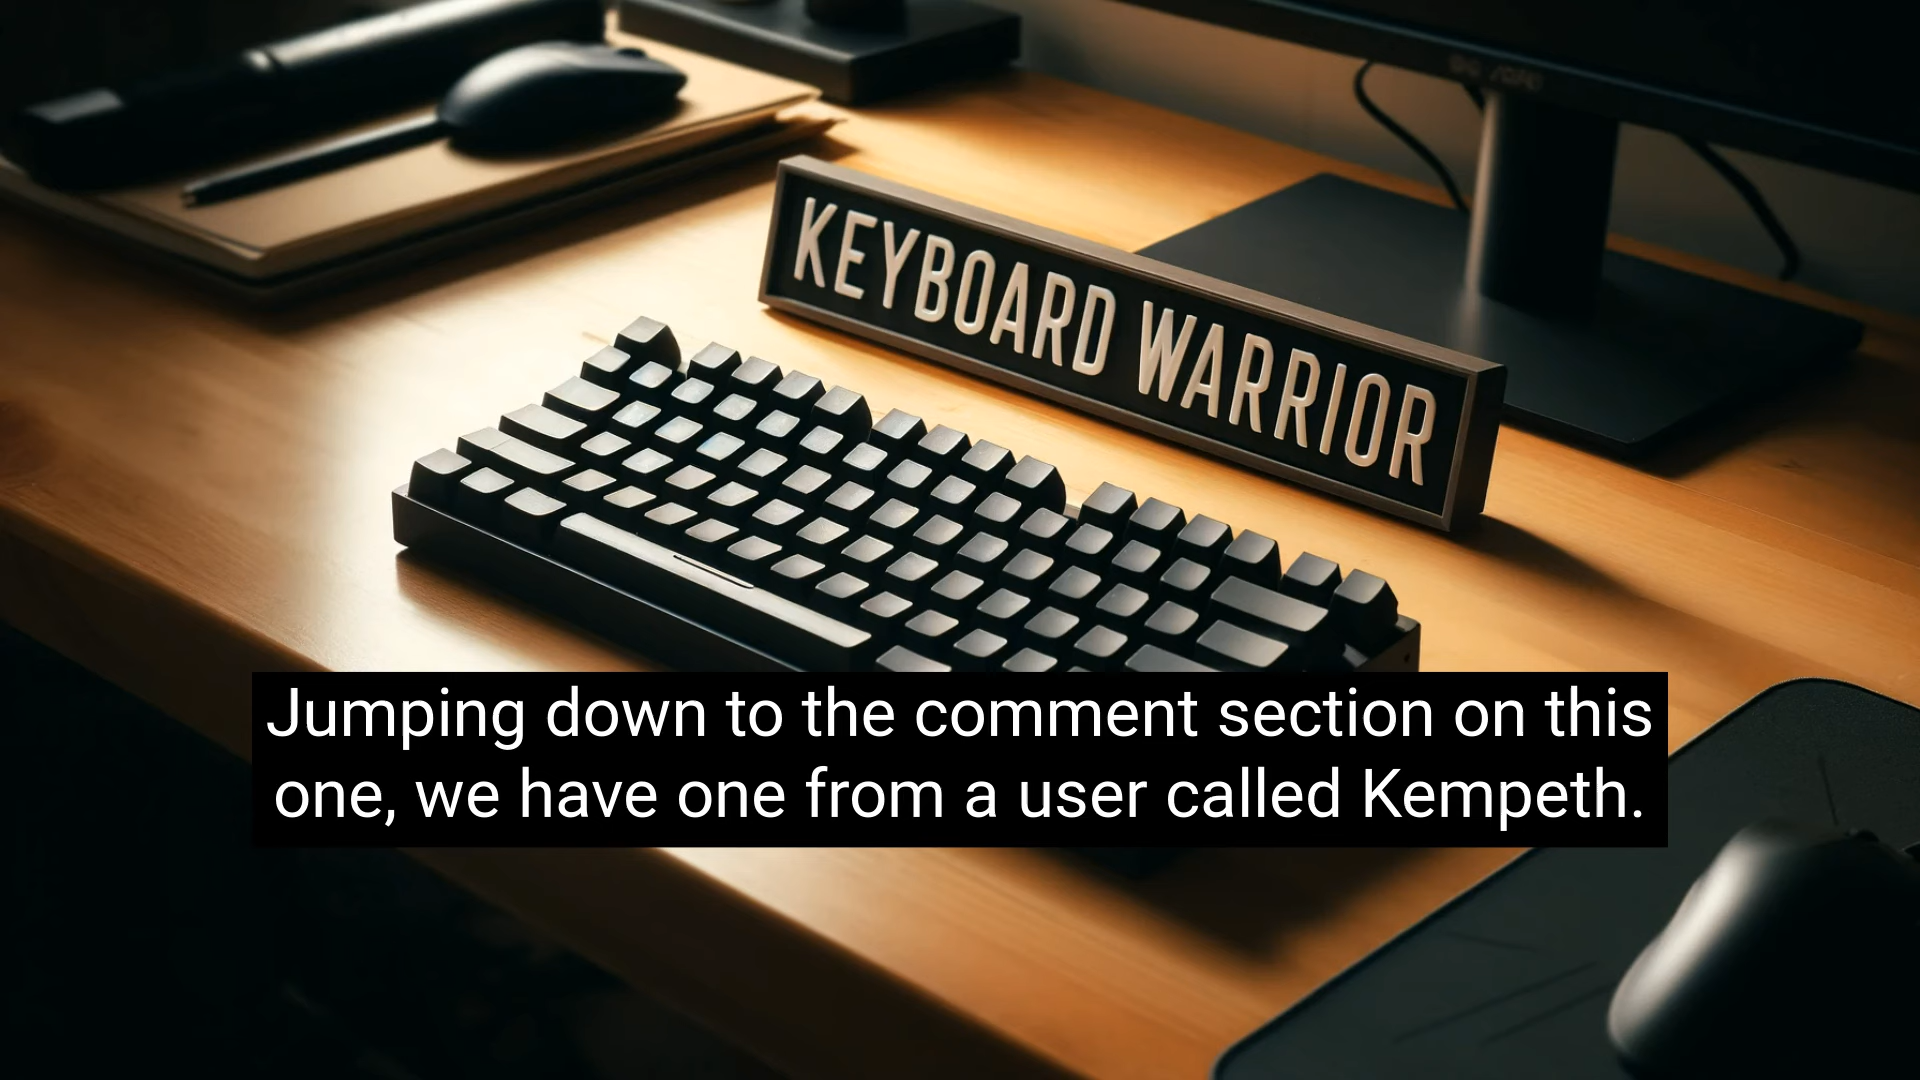 KEYBOARD WARRIOR
Jumping down to the comment section on this
one, we have one from a user called Kempeth.